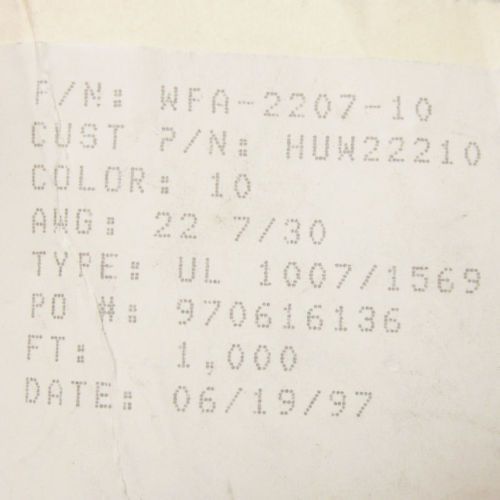 P/N: WPA-2207-10
CUST P/N: HUW22210
COLOR: 10
AWG: 22 7/30
TYPE: UL 1007/1569
PO #: 970616136
FT: 1,000
DATE: 06/19/97